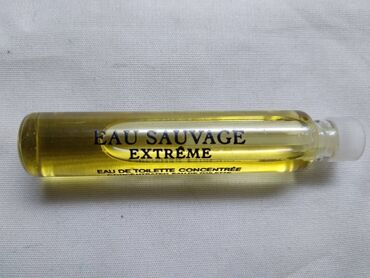 EAU SAUVAGE
EXTRÊME
EAU DE TOILETTE CONCENTRÉE